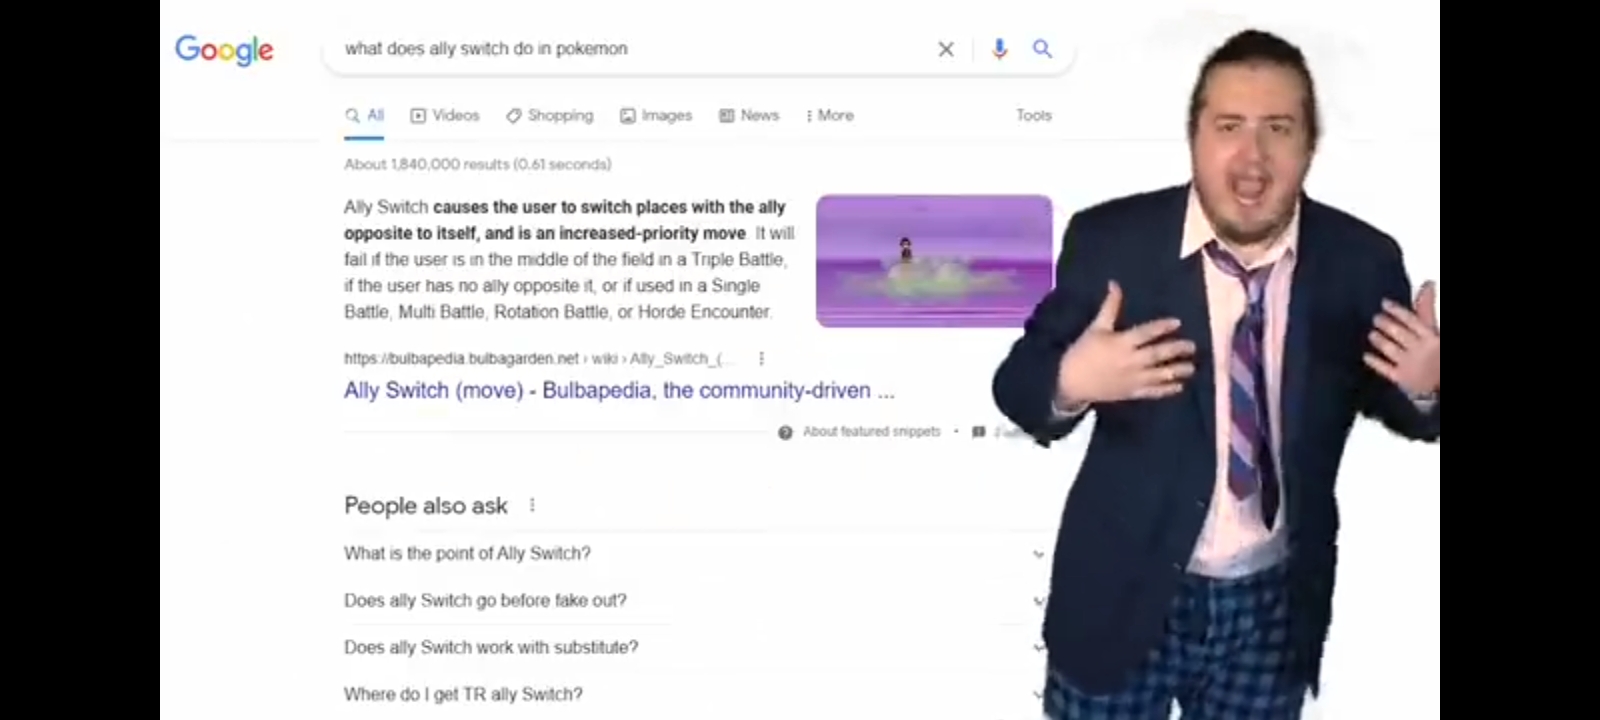 Google
what does ally switch do in pokemon
All
Videos
Shopping
Images
News
More
Tools
About 1,840,000 results (0.61 seconds)
Ally Switch causes the user to switch places with the ally
opposite to itself, and is an increased-priority move. It will
fail if the user is in the middle of the field in a Triple Battle,
if the user has no ally opposite it, or if used in a Single
Battle, Multi Battle, Rotation Battle, or Horde Encounter.
https://bulbapedia.bulbagarden.net › wiki › Ally_Switch_(...
Ally Switch (move) - Bulbapedia, the community-driven ...
About featured snippets
People also ask
What is the point of Ally Switch?
Does ally Switch go before fake out?
Does ally Switch work with substitute?
Where do I get TR ally Switch?